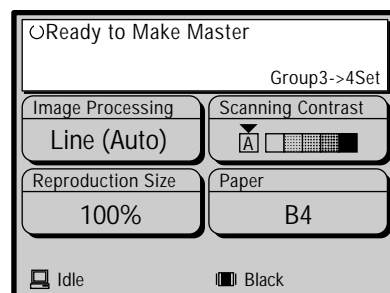 Ready to Make Master
Group3->4Set
Image Processing
Scanning Contrast
Line (Auto)
A
Reproduction Size
Paper
100%
B4
Idle
Black